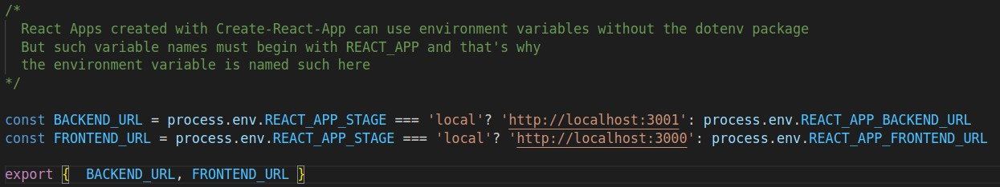 /*
React Apps created with Create-React-App can use environment variables without the dotenv package
But such variable names must begin with REACT_APP and that's why
the environment variable is named such here
*/
const BACKEND_URL = process.env.REACT_APP_STAGE === 'local'? 'http://localhost:3001': process.env.REACT_APP_BACKEND_URL
const FRONTEND_URL = process.env.REACT_APP_STAGE === 'local'? 'http://localhost:3000': process.env.REACT_APP_FRONTEND_URL
export {  BACKEND_URL, FRONTEND_URL }